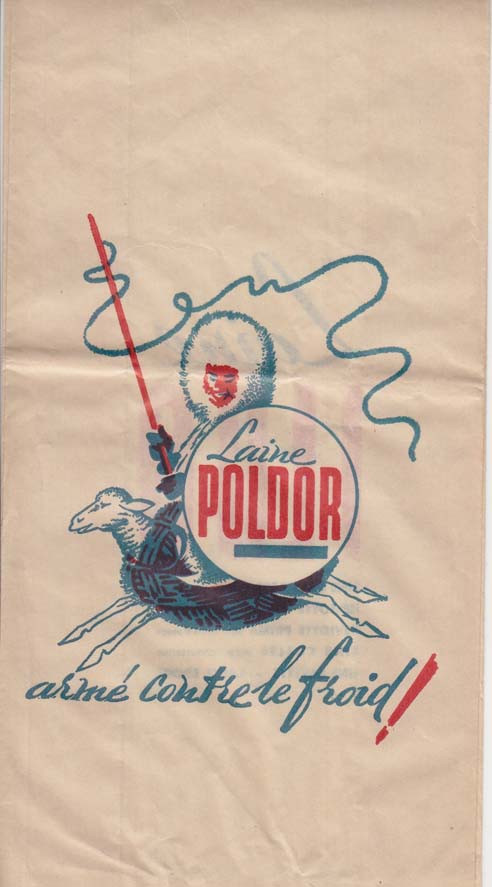 Laine
POLDOR
armé contre le froid!